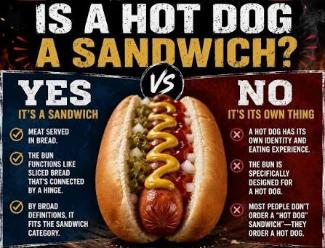 IS A HOT DOG
A SANDWICH?
YES
VS
NO
IT'S A SANDWICH
MEAT SERVED
IN BREAD.
THE BUN
FUNCTIONS LIKE
SLICED BREAD
THAT'S CONNECTED
BY A HINGE.
BY BROAD
DEFINITIONS, IT
FITS THE SANDWICH
CATEGORY.
IT'S ITS OWN THING
A HOT DOG HAS ITS
OWN IDENTITY AND
EATING EXPERIENCE.
THE BUN IS
SPECIFICALLY
DESIGNED FOR
A HOT DOG.
MOST PEOPLE DON'T
ORDER A "HOT DOG"
SANDWICH"—THEY
ORDER A HOT DOG.